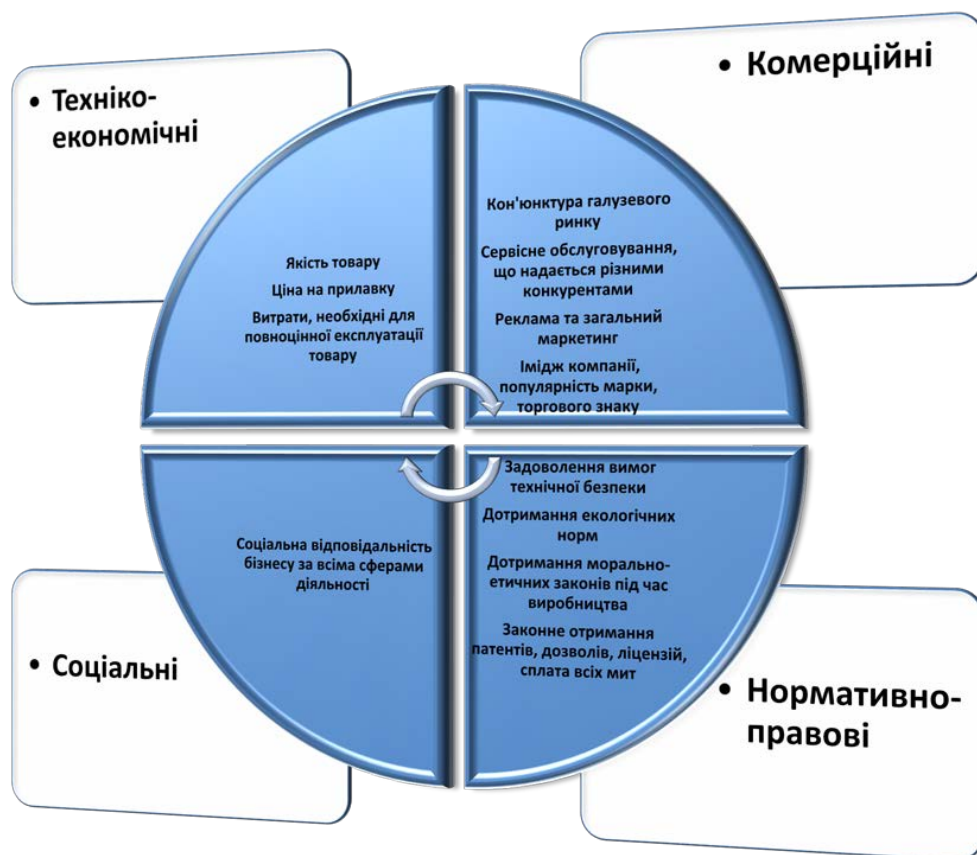 • Техніко-
економічні
Якість товару
Ціна на прилавку
Витрати, необхідні для
повноцінної експлуатації
товару
• Комерційні
Кон'юнктура галузевого
ринку
Сервісне обслуговування,
що надається різними
конкурентами
Реклама та загальний
маркетинг
Імідж компанії,
популярність марки,
торгового знаку
• Соціальні
Соціальна відповідальність
бізнесу за всіма сферами
діяльності
Задоволення вимог
технічної безпеки
Дотримання екологічних
норм
Дотримання морально-
етичних законів під час
виробництва
Законне отримання
патентів, дозволів, ліцензій,
сплата всіх мит
• Нормативно-
правові